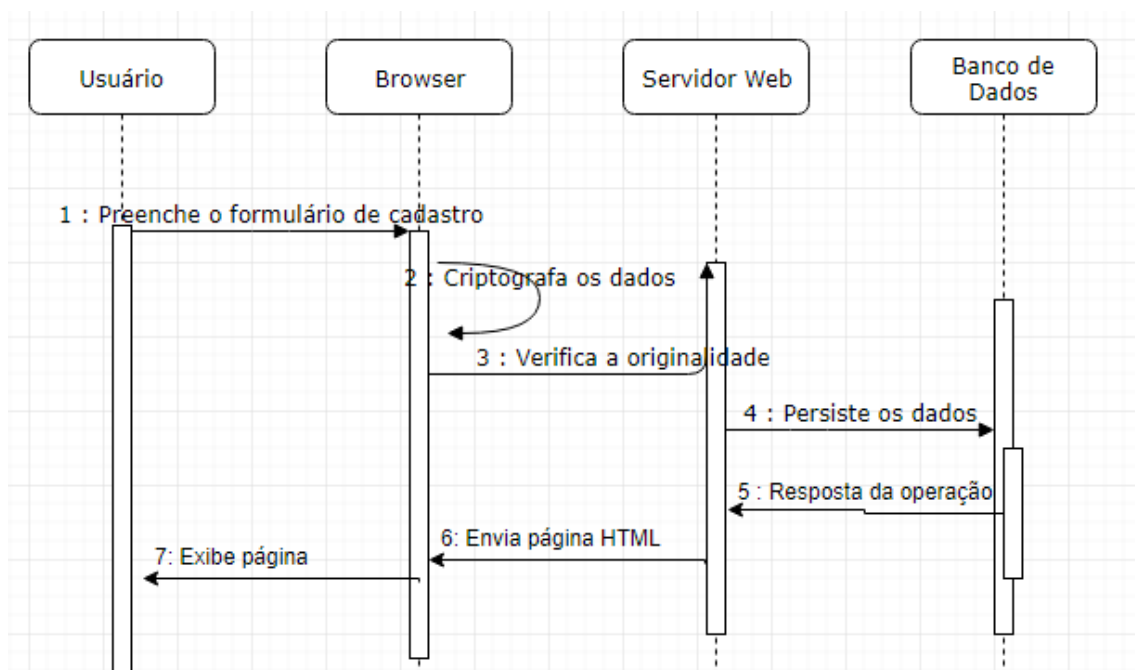 Usuário
Browser
Servidor Web
Banco de
Dados
1 : Preenche o formulário de cadastro
2 : Criptografa os dados
3 : Verifica a originalidade
4 : Persiste os dados
5 : Resposta da operação
6: Envia página HTML
7: Exibe página